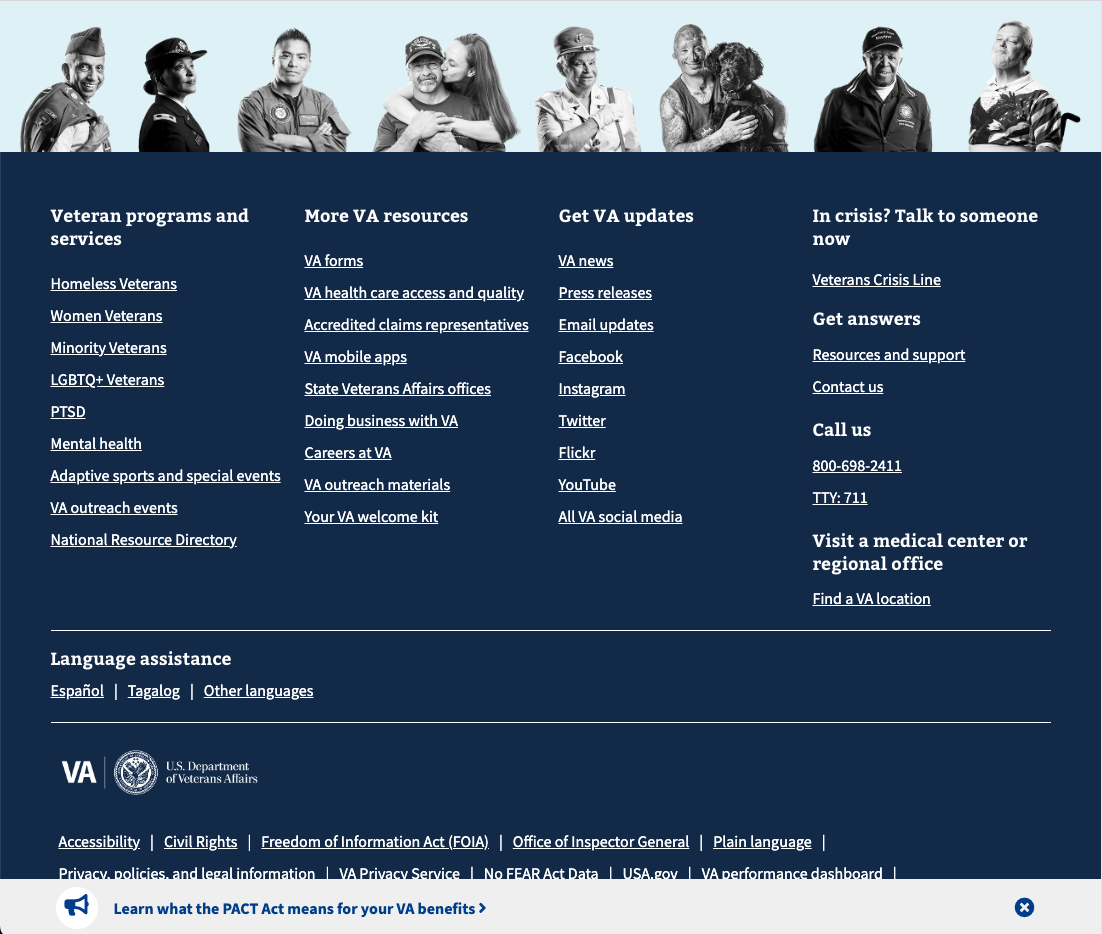 Veteran programs and
services
Homeless Veterans
Women Veterans
Minority Veterans
LGBTQ+ Veterans
PTSD
Mental health
Adaptive sports and special events
VA outreach events
National Resource Directory
More VA resources
VA forms
VA health care access and quality
Accredited claims representatives
VA mobile apps
State Veterans Affairs offices
Doing business with VA
Careers at VA
VA outreach materials
Your VA welcome kit
Get VA updates
VA news
Press releases
Email updates
Facebook
Instagram
Twitter
Flickr
YouTube
All VA social media
In crisis? Talk to someone
now
Veterans Crisis Line
Get answers
Resources and support
Contact us
Call us
800-698-2411
TTY: 711
Visit a medical center or
regional office
Find a VA location
Language assistance
Español | Tagalog | Other languages
VA | U.S. Department
of Veterans Affairs
Accessibility | Civil Rights | Freedom of Information Act (FOIA) | Office of Inspector General | Plain language |
Privacy, policies, and legal information | VA Privacy Service | No FEAR Act Data | USA.gov | VA performance dashboard |
Learn what the PACT Act means for your VA benefits